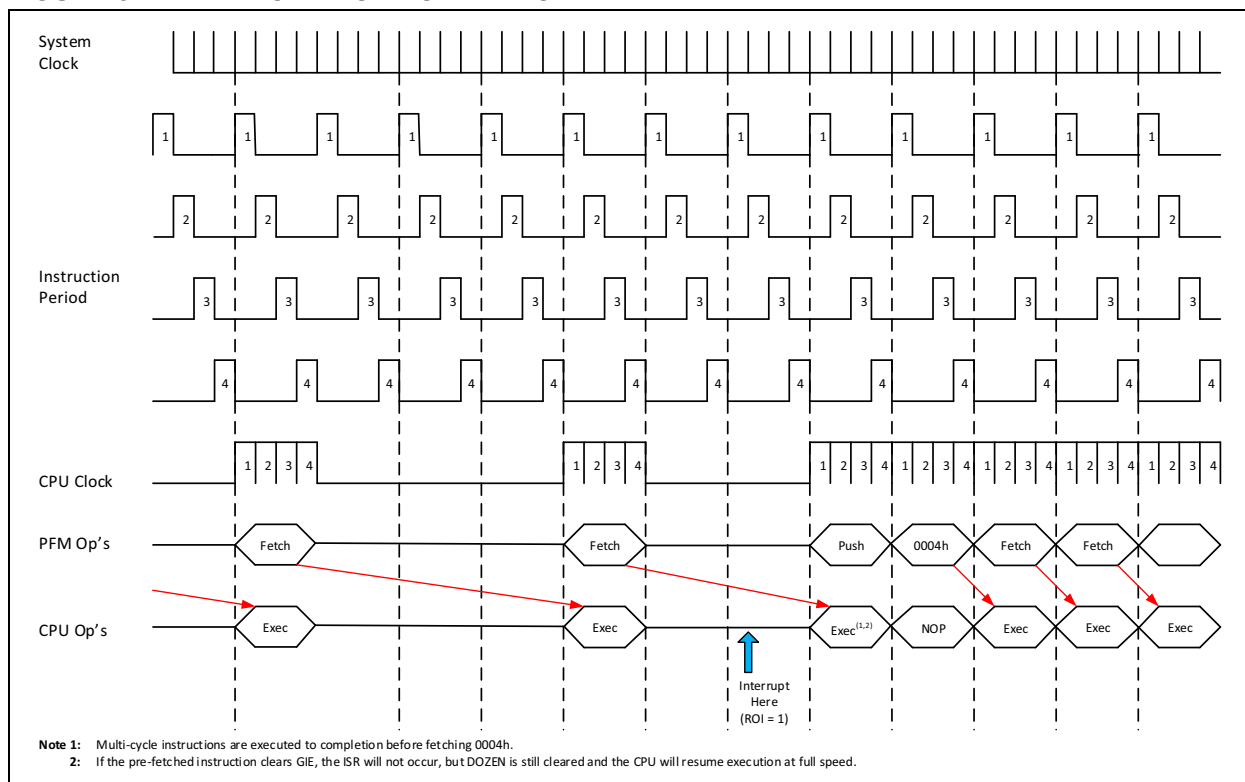 System
Clock
1 1 1 1 1 1 1 1 1 1 1 1 1
2 2 2 2 2 2 2 2 2 2 2 2 2
Instruction
Period
3 3 3 3 3 3 3 3 3 3 3 3 3
4 4 4 4 4 4 4 4 4 4 4 4 4
CPU Clock 1 2 3 4 1 2 3 4 1 2 3 4 1 2 3 4 1 2 3 4 1 2 3 4 1 2 3 4
PFM Op's Fetch Fetch Push 0004h Fetch Fetch
CPU Op's Exec Exec Exec(1,2) NOP Exec Exec Exec
Interrupt
Here
(ROI = 1)
Note 1: Multi-cycle instructions are executed to completion before fetching 0004h.
2: If the pre-fetched instruction clears GIE, the ISR will not occur, but DOZEN is still cleared and the CPU will resume execution at full speed.